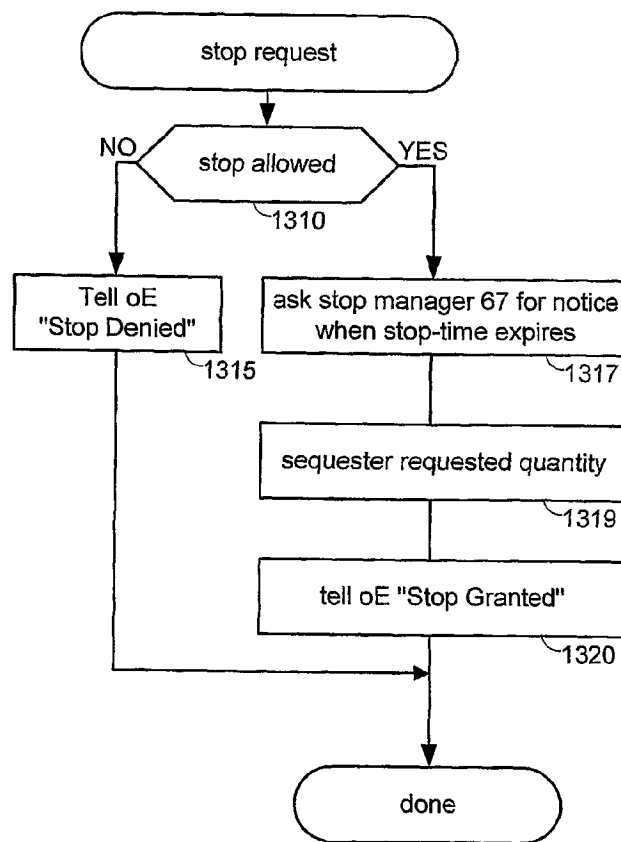 stop request
NO
YES
stop allowed
1310
Tell oE
"Stop Denied"
1315
ask stop manager 67 for notice
when stop-time expires
1317
sequester requested quantity
1319
tell oE "Stop Granted"
1320
done